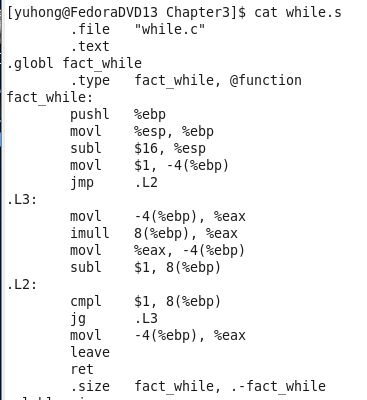 [yuhong@FedoraDVD13 Chapter3]$ cat while.s
        .file   "while.c"
        .text
.globl fact_while
        .type   fact_while, @function
fact_while:
        pushl   %ebp
        movl    %esp, %ebp
        subl    $16, %esp
        movl    $1, -4(%ebp)
        jmp     .L2
.L3:
        movl    -4(%ebp), %eax
        imull   8(%ebp), %eax
        movl    %eax, -4(%ebp)
        subl    $1, 8(%ebp)
.L2:
        cmpl    $1, 8(%ebp)
        jg      .L3
        movl    -4(%ebp), %eax
        leave
        ret
        .size   fact_while, .-fact_while